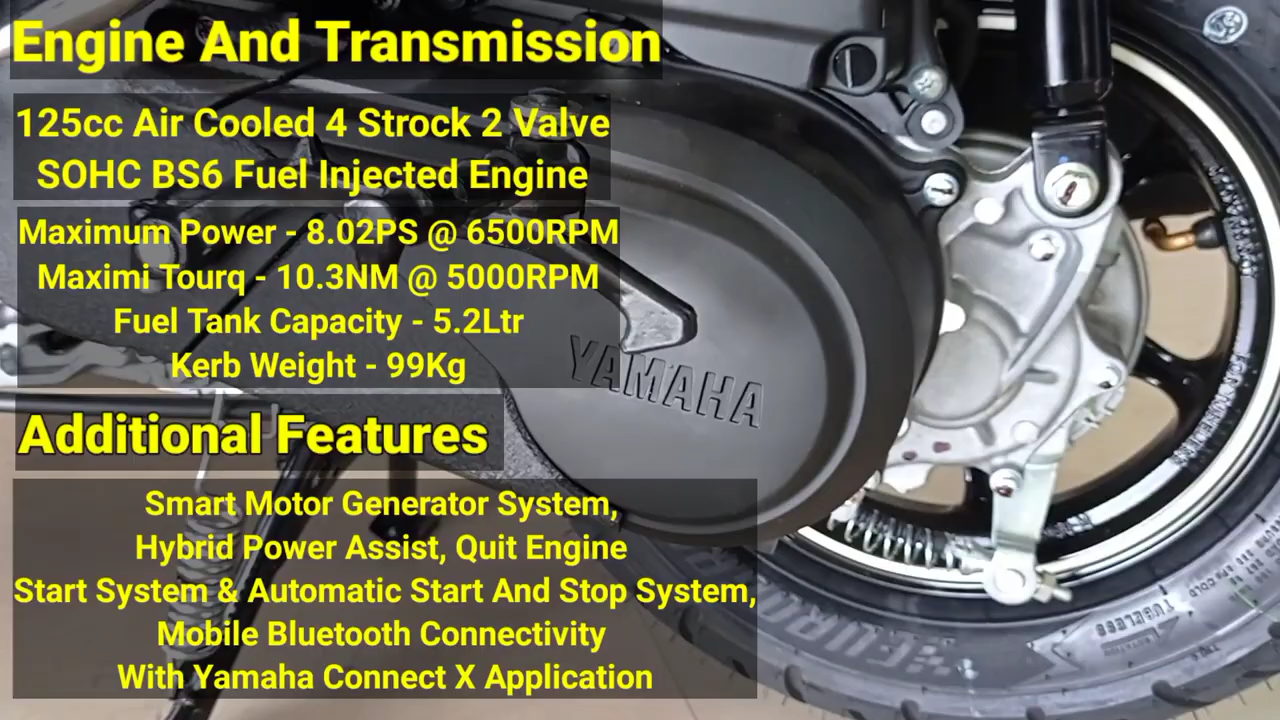 Engine And Transmission
125cc Air Cooled 4 Strock 2 Valve
SOHC BS6 Fuel Injected Engine
Maximum Power - 8.02PS @ 6500RPM
Maximi Tourq - 10.3NM @ 5000RPM
Fuel Tank Capacity - 5.2Ltr
Kerb Weight - 99Kg
YAMAHA
Additional Features
Smart Motor Generator System,
Hybrid Power Assist, Quit Engine
Start System & Automatic Start And Stop System,
Mobile Bluetooth Connectivity
With Yamaha Connect X Application
TUBELESS